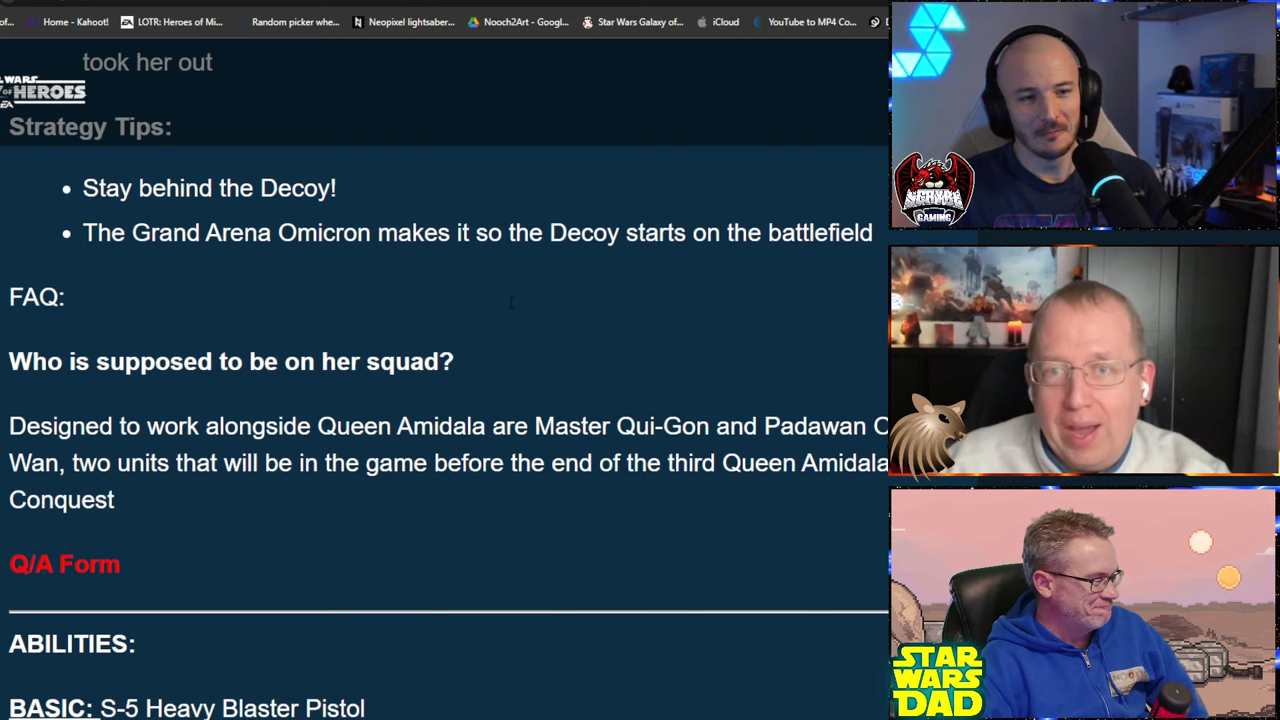 Home - Kahoot!
LOTR: Heroes of Mi...
Random picker whe...
Neopixel lightsaber...
Nooch2Art - Googl...
Star Wars Galaxy of...
iCloud
YouTube to MP4 Co...
took her out
WARS
OF HEROES
EA
Strategy Tips:
• Stay behind the Decoy!
• The Grand Arena Omicron makes it so the Decoy starts on the battlefield
FAQ:
Who is supposed to be on her squad?
Designed to work alongside Queen Amidala are Master Qui-Gon and Padawan
Wan, two units that will be in the game before the end of the third Queen Amidala
Conquest
Q/A Form
ABILITIES:
BASIC: S-5 Heavy Blaster Pistol
GAMING
STAR
WARS
DAD